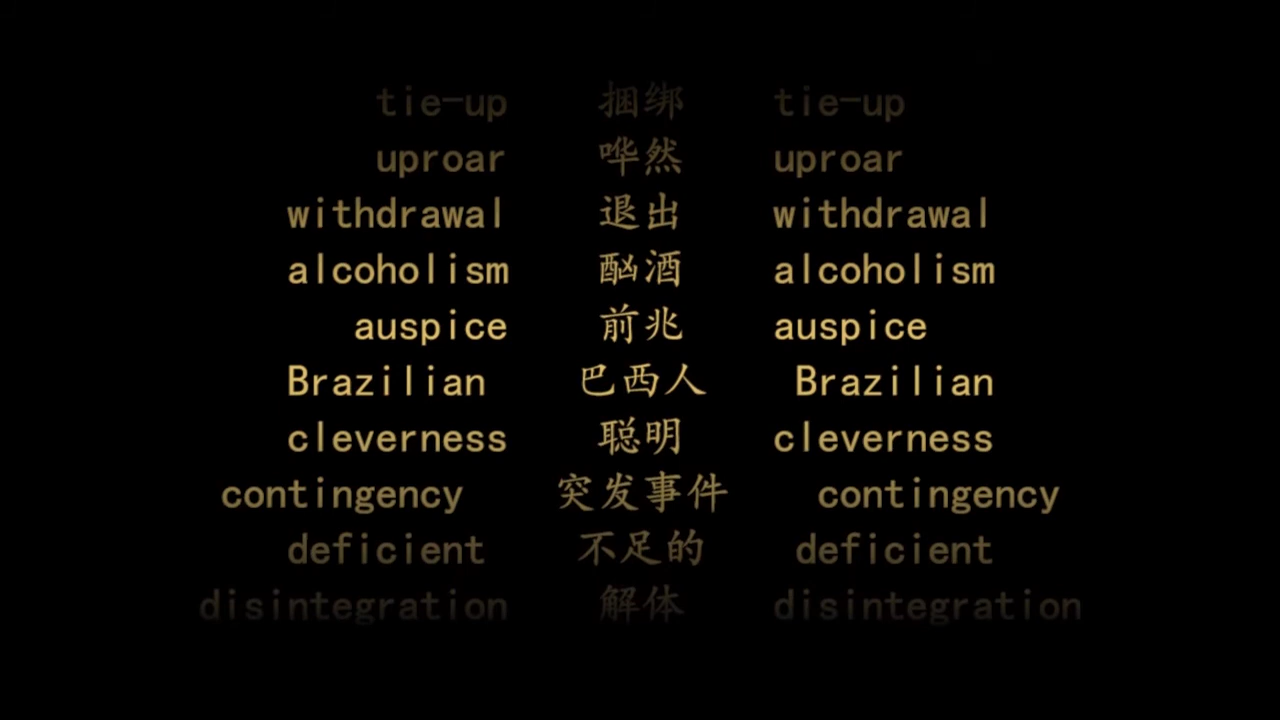 tie-up 捆绑 tie-up
uproar 哗然 uproar
withdrawal 退出 withdrawal
alcoholism 酗酒 alcoholism
auspice 前兆 auspice
Brazilian 巴西人 Brazilian
cleverness 聪明 cleverness
contingency 突发事件 contingency
deficient 不足的 deficient
disintegration 解体 disintegration